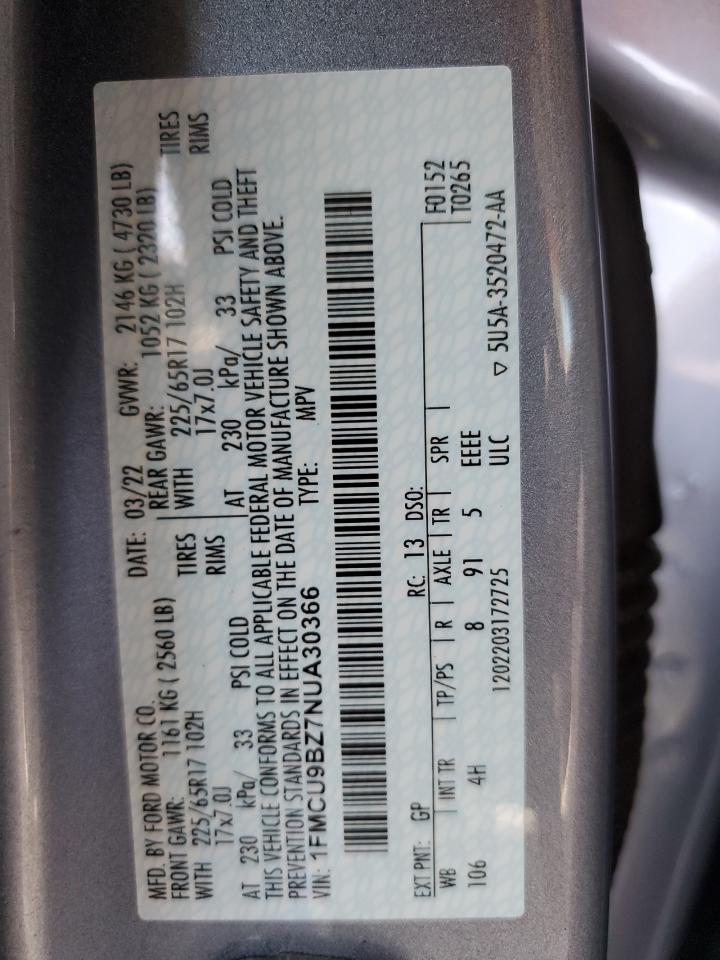 MFD. BY FORD MOTOR CO. DATE: 03/22 GVWR: 2146 KG ( 4730 LB)
FRONT GAWR: 1161 KG ( 2560 LB) REAR GAWR: 1052 KG ( 2320 LB)
WITH 225/65R17 102H TIRES WITH 225/65R17 102H TIRES
17x7.0J RIMS 17x7.0J RIMS
AT 230 kPa/ 33 PSI COLD AT 230 kPa/ 33 PSI COLD
THIS VEHICLE CONFORMS TO ALL APPLICABLE FEDERAL MOTOR VEHICLE SAFETY AND THEFT
PREVENTION STANDARDS IN EFFECT ON THE DATE OF MANUFACTURE SHOWN ABOVE.
VIN: 1FMCU9BZ7NUA30366 TYPE: MPV
EXT PNT: GP RC: 13 DSO: F0152
WB INT TR TP/PS R AXLE TR SPR T0265
106 4H 8 91 5 EEEE
1202203172725 ULC ▽ 5U5A-3520472-AA